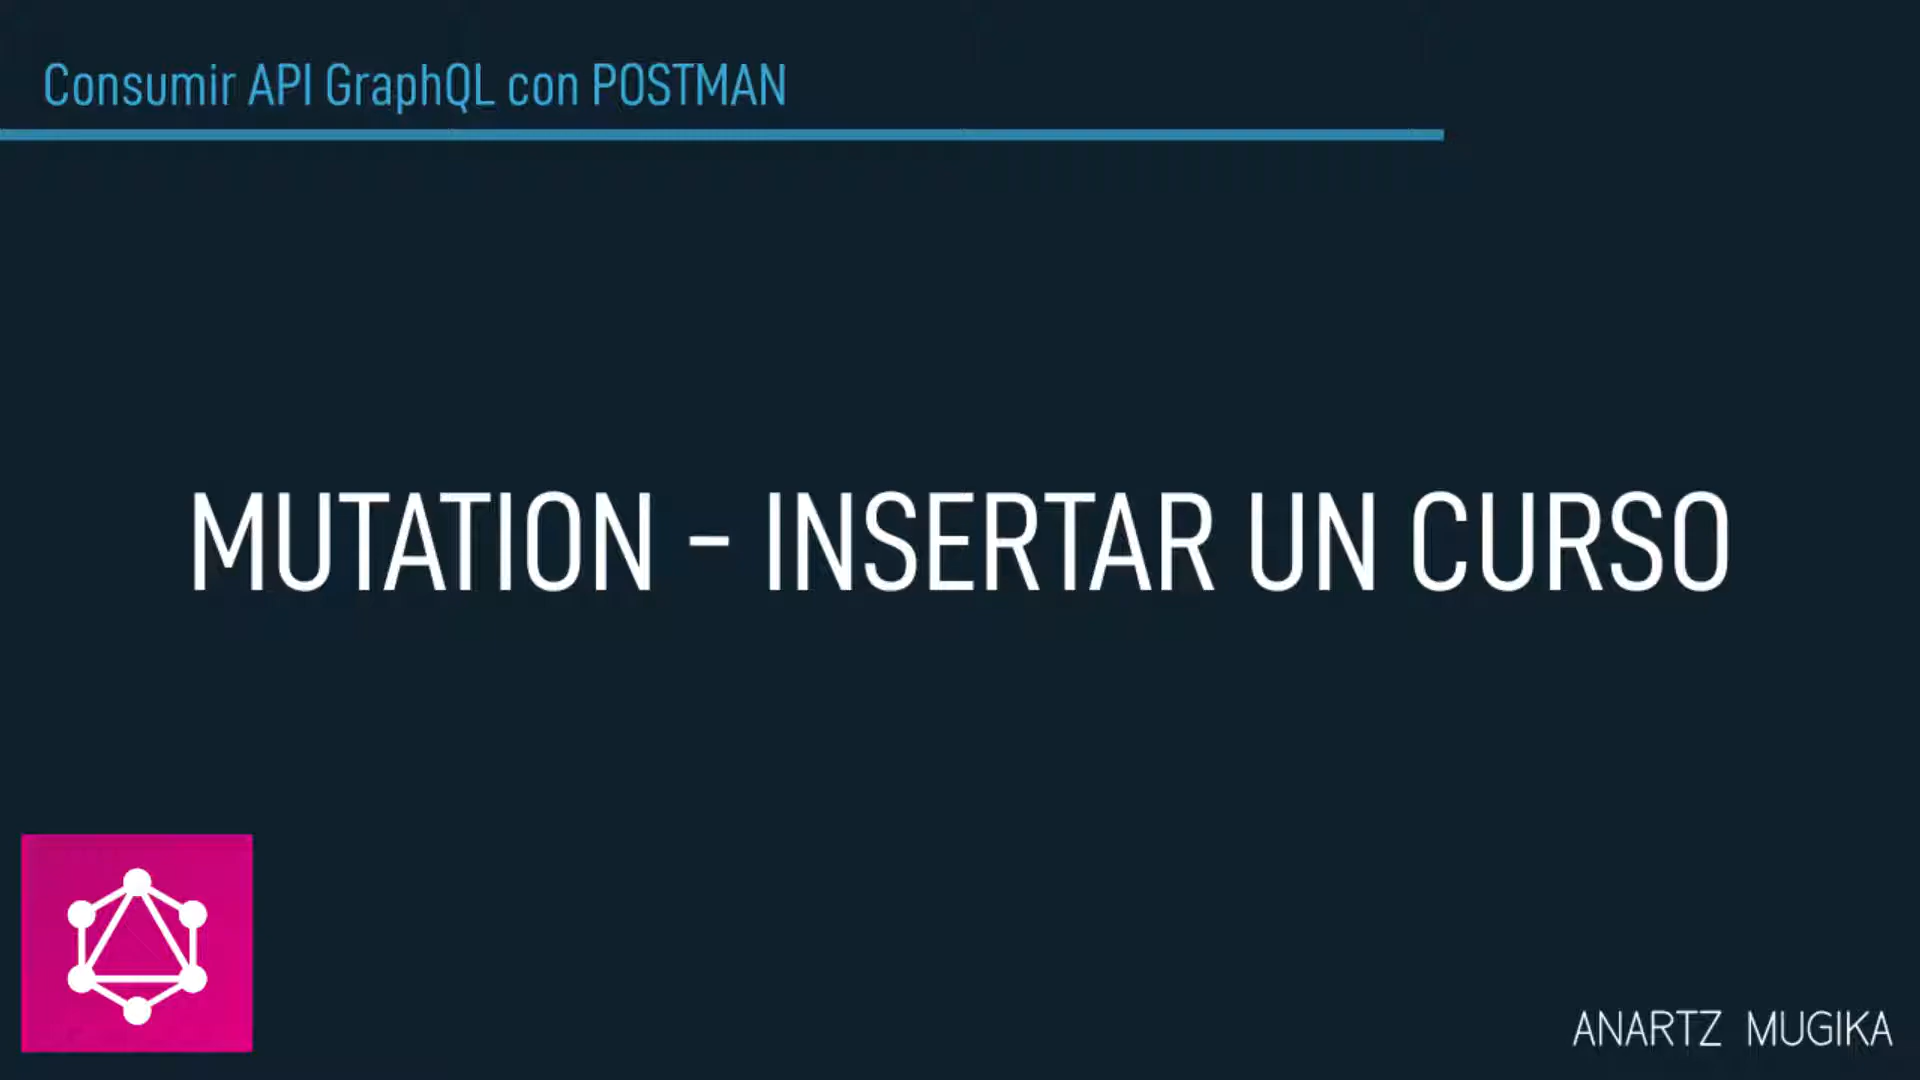 Consumir API GraphQL con POSTMAN
MUTATION - INSERTAR UN CURSO
ANARTZ MUGIKA